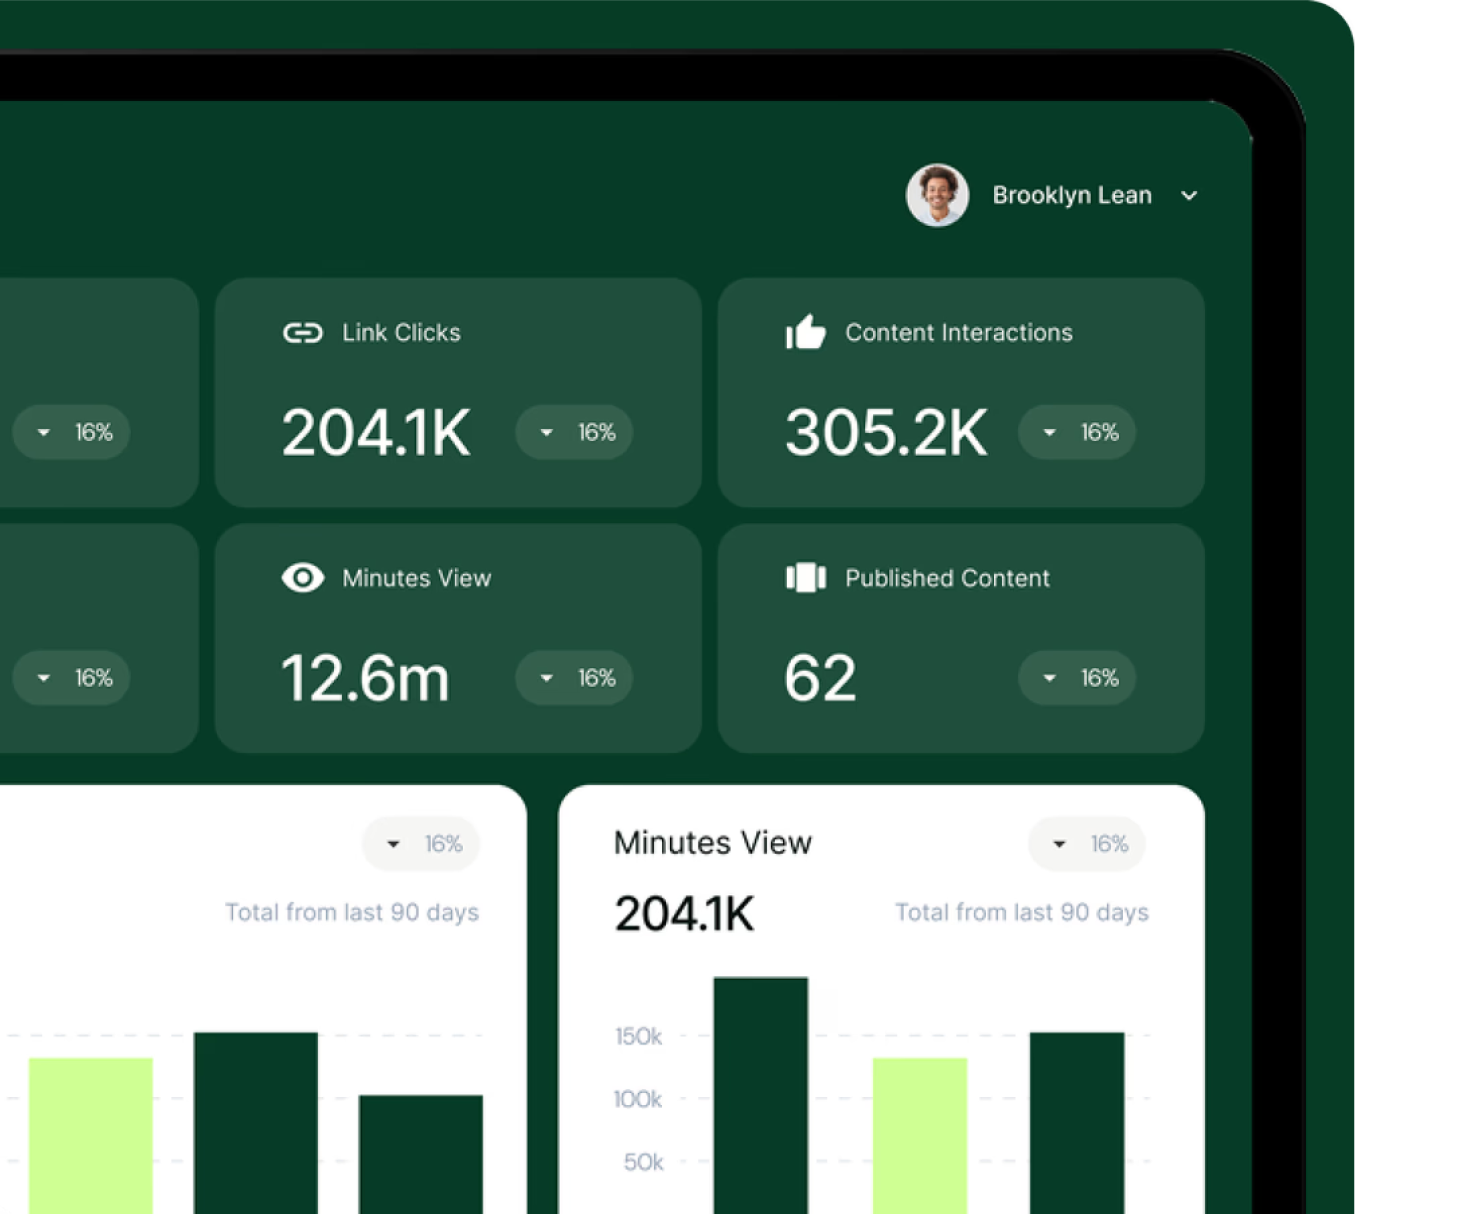 Brooklyn Lean
Link Clicks
Content Interactions
16%
204.1K
16%
305.2K
16%
Minutes View
Published Content
16%
12.6m
16%
62
16%
16%
Total from last 90 days
Minutes View
16%
204.1K
Total from last 90 days
150k
100k
50k